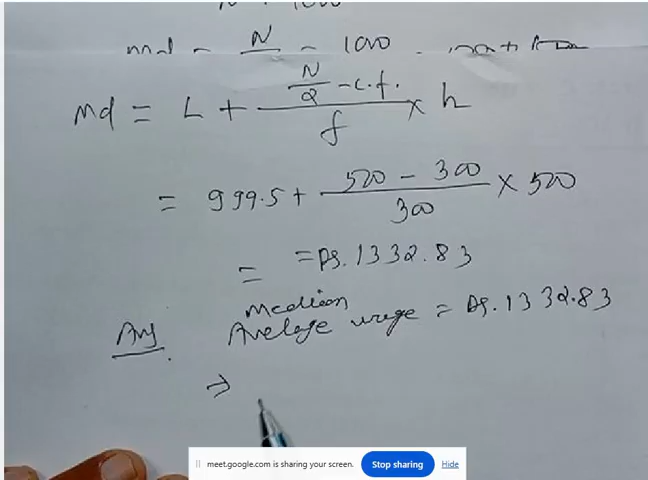 N
Md = N/2 = 1000
Md = L + (N/2 - c.f.)/f × h
= 999.5 + (500 - 300)/300 × 500
= =Rs.1332.83
median
Ans. Average wage = Rs.1332.83
⇒
meet.google.com is sharing your screen. Stop sharing Hide